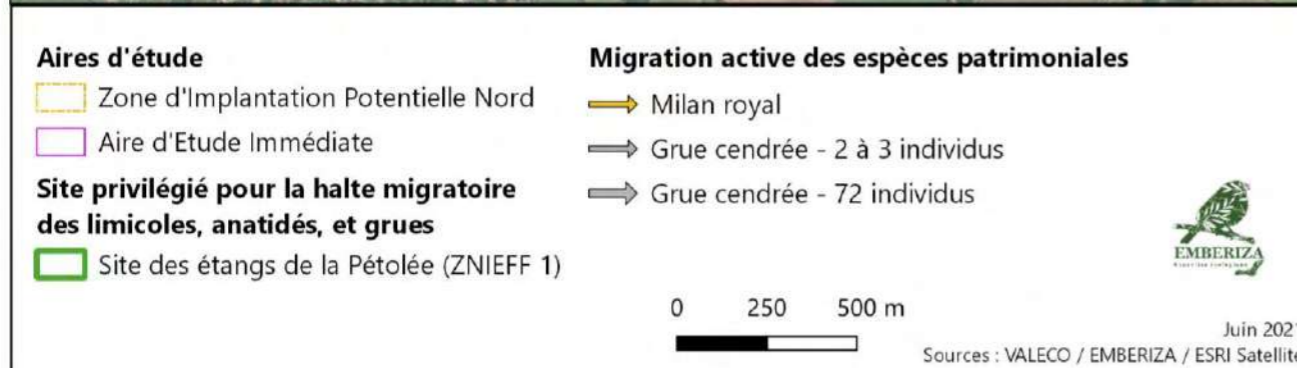 Aires d'étude
Zone d'Implantation Potentielle Nord
Aire d'Etude Immédiate
Site privilégié pour la halte migratoire
des limicoles, anatidés, et grues
Site des étangs de la Pétolée (ZNIEFF 1)
Migration active des espèces patrimoniales
Milan royal
Grue cendrée - 2 à 3 individus
Grue cendrée - 72 individus
0 250 500 m
EMBERIZA
Juin 2021
Sources : VALECO / EMBERIZA / ESRI Satellite